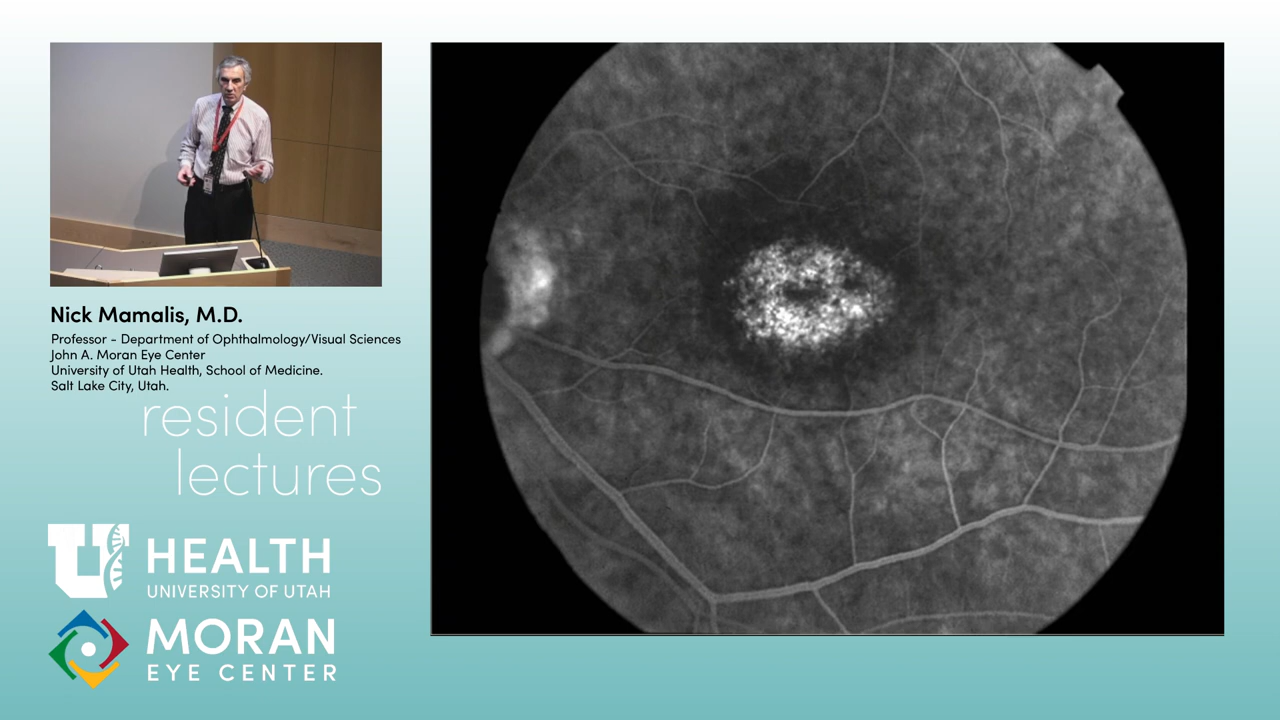 Nick Mamalis, M.D.
Professor - Department of Ophthalmology/Visual Sciences
John A. Moran Eye Center
University of Utah Health, School of Medicine.
Salt Lake City, Utah.
resident
lectures
U HEALTH
UNIVERSITY OF UTAH
MORAN
EYE CENTER